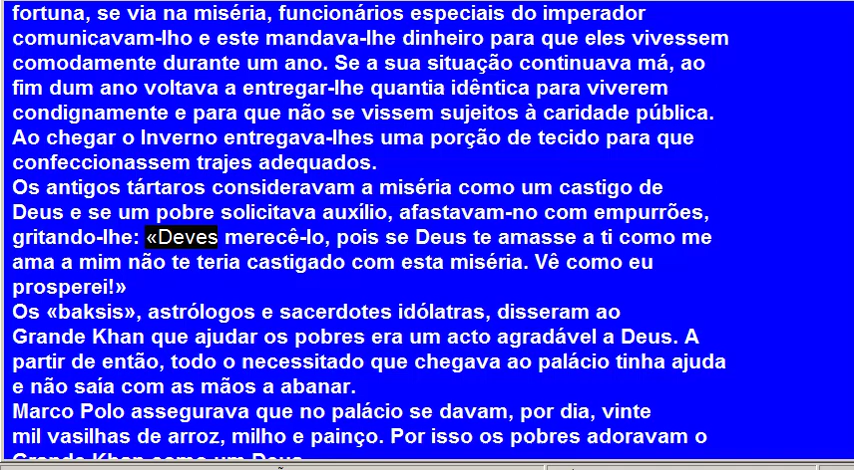 fortuna, se via na miséria, funcionários especiais do imperador
comunicavam-lho e este mandava-lhe dinheiro para que eles vivessem
comodamente durante um ano. Se a sua situação continuava má, ao
fim dum ano voltava a entregar-lhe quantia idêntica para viverem
condignamente e para que não se vissem sujeitos à caridade pública.
Ao chegar o Inverno entregava-lhes uma porção de tecido para que
confeccionassem trajes adequados.
Os antigos tártaros consideravam a miséria como um castigo de
Deus e se um pobre solicitava auxílio, afastavam-no com empurrões,
gritando-lhe: «Deves merecê-lo, pois se Deus te amasse a ti como me
ama a mim não te teria castigado com esta miséria. Vê como eu
prosperei!»
Os «baksis», astrólogos e sacerdotes idólatras, disseram ao
Grande Khan que ajudar os pobres era um acto agradável a Deus. A
partir de então, todo o necessitado que chegava ao palácio tinha ajuda
e não saía com as mãos a abanar.
Marco Polo assegurava que no palácio se davam, por dia, vinte
mil vasilhas de arroz, milho e painço. Por isso os pobres adoravam o
Grande Khan como um Deus